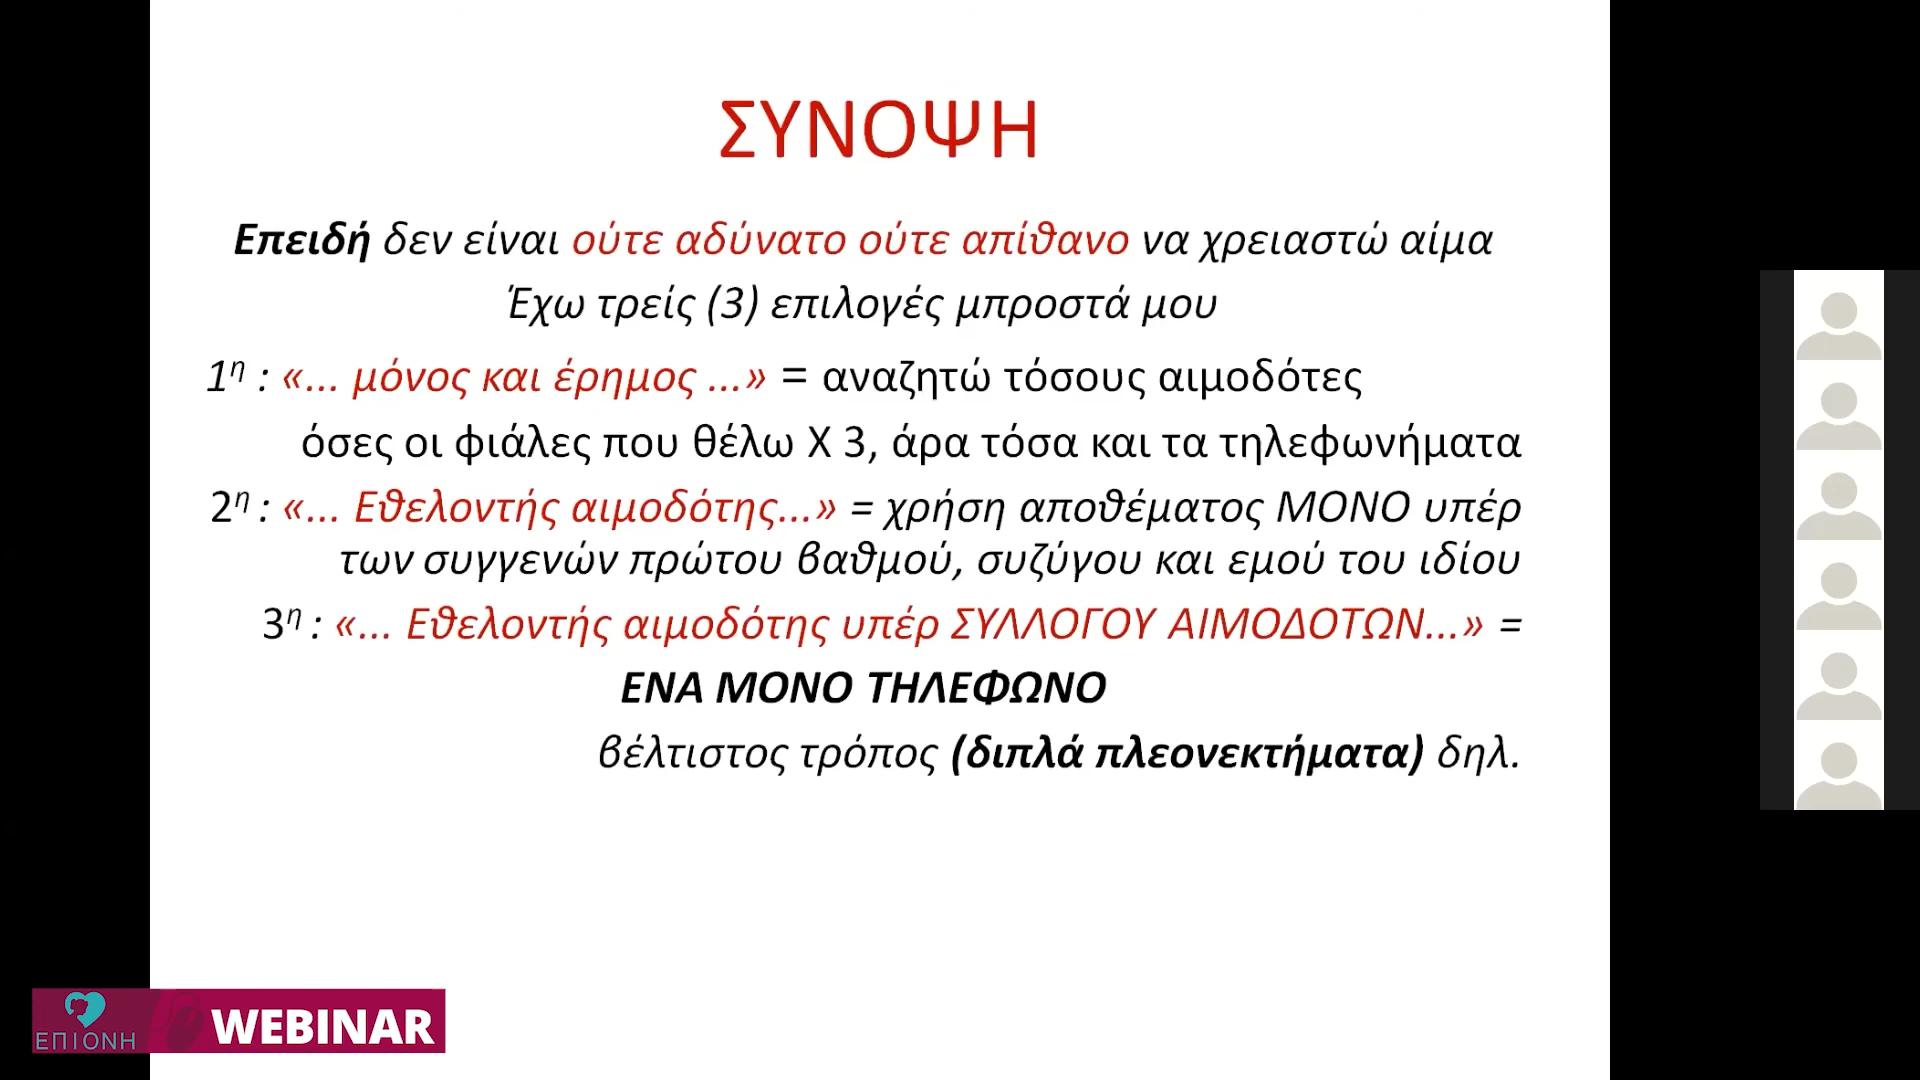 ΣΥΝΟΨΗ
Επειδή δεν είναι ούτε αδύνατο ούτε απίθανο να χρειαστώ αίμα
Έχω τρείς (3) επιλογές μπροστά μου
1η : «... μόνος και έρημος ...» = αναζητώ τόσους αιμοδότες
όσες οι φιάλες που θέλω Χ 3, άρα τόσα και τα τηλεφωνήματα
2η : «... Εθελοντής αιμοδότης...» = χρήση αποθέματος ΜΟΝΟ υπέρ
των συγγενών πρώτου βαθμού, συζύγου και εμού του ιδίου
3η : «... Εθελοντής αιμοδότης υπέρ ΣΥΛΛΟΓΟΥ ΑΙΜΟΔΟΤΩΝ...» =
ΕΝΑ ΜΟΝΟ ΤΗΛΕΦΩΝΟ
βέλτιστος τρόπος (διπλά πλεονεκτήματα) δηλ.
ΕΠΙΟΝΗ
WEBINAR